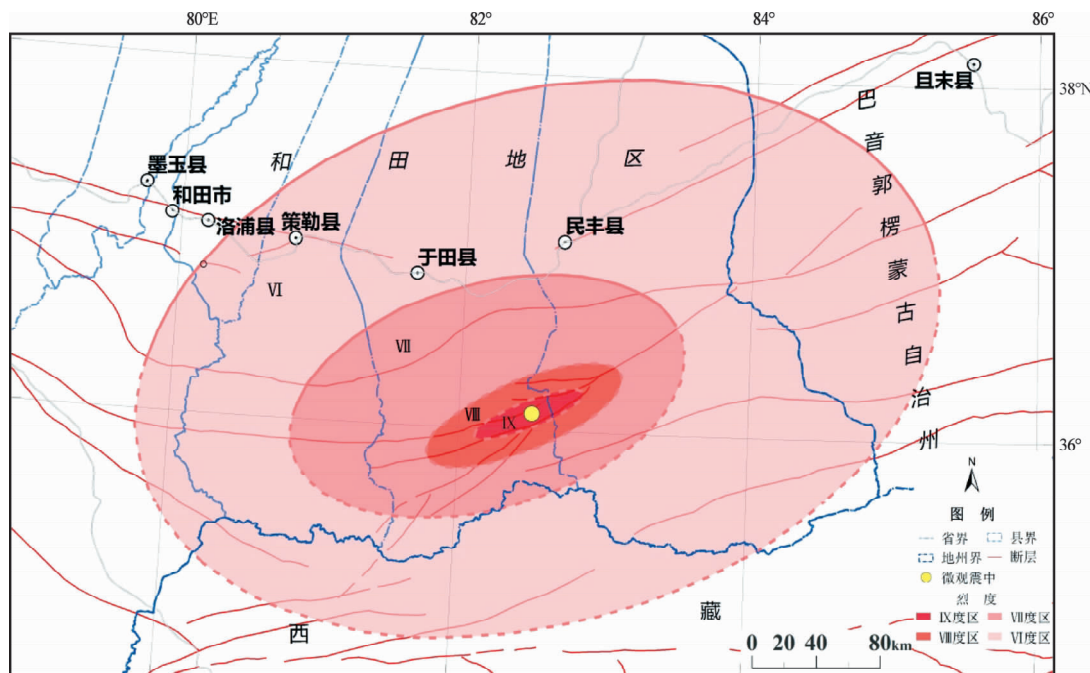 80°E 82° 84° 86°
38°N
且末县
巴音郭楞蒙古自治州
和田地区
墨玉县
和田市
洛浦县
策勒县
民丰县
于田县
Ⅵ
Ⅶ
Ⅷ
Ⅸ
36°
N
图 例
省界 县界
地州界 断层
微观震中
烈 度
Ⅸ度区 Ⅶ度区
Ⅷ度区 Ⅵ度区
西 藏
0 20 40 80km